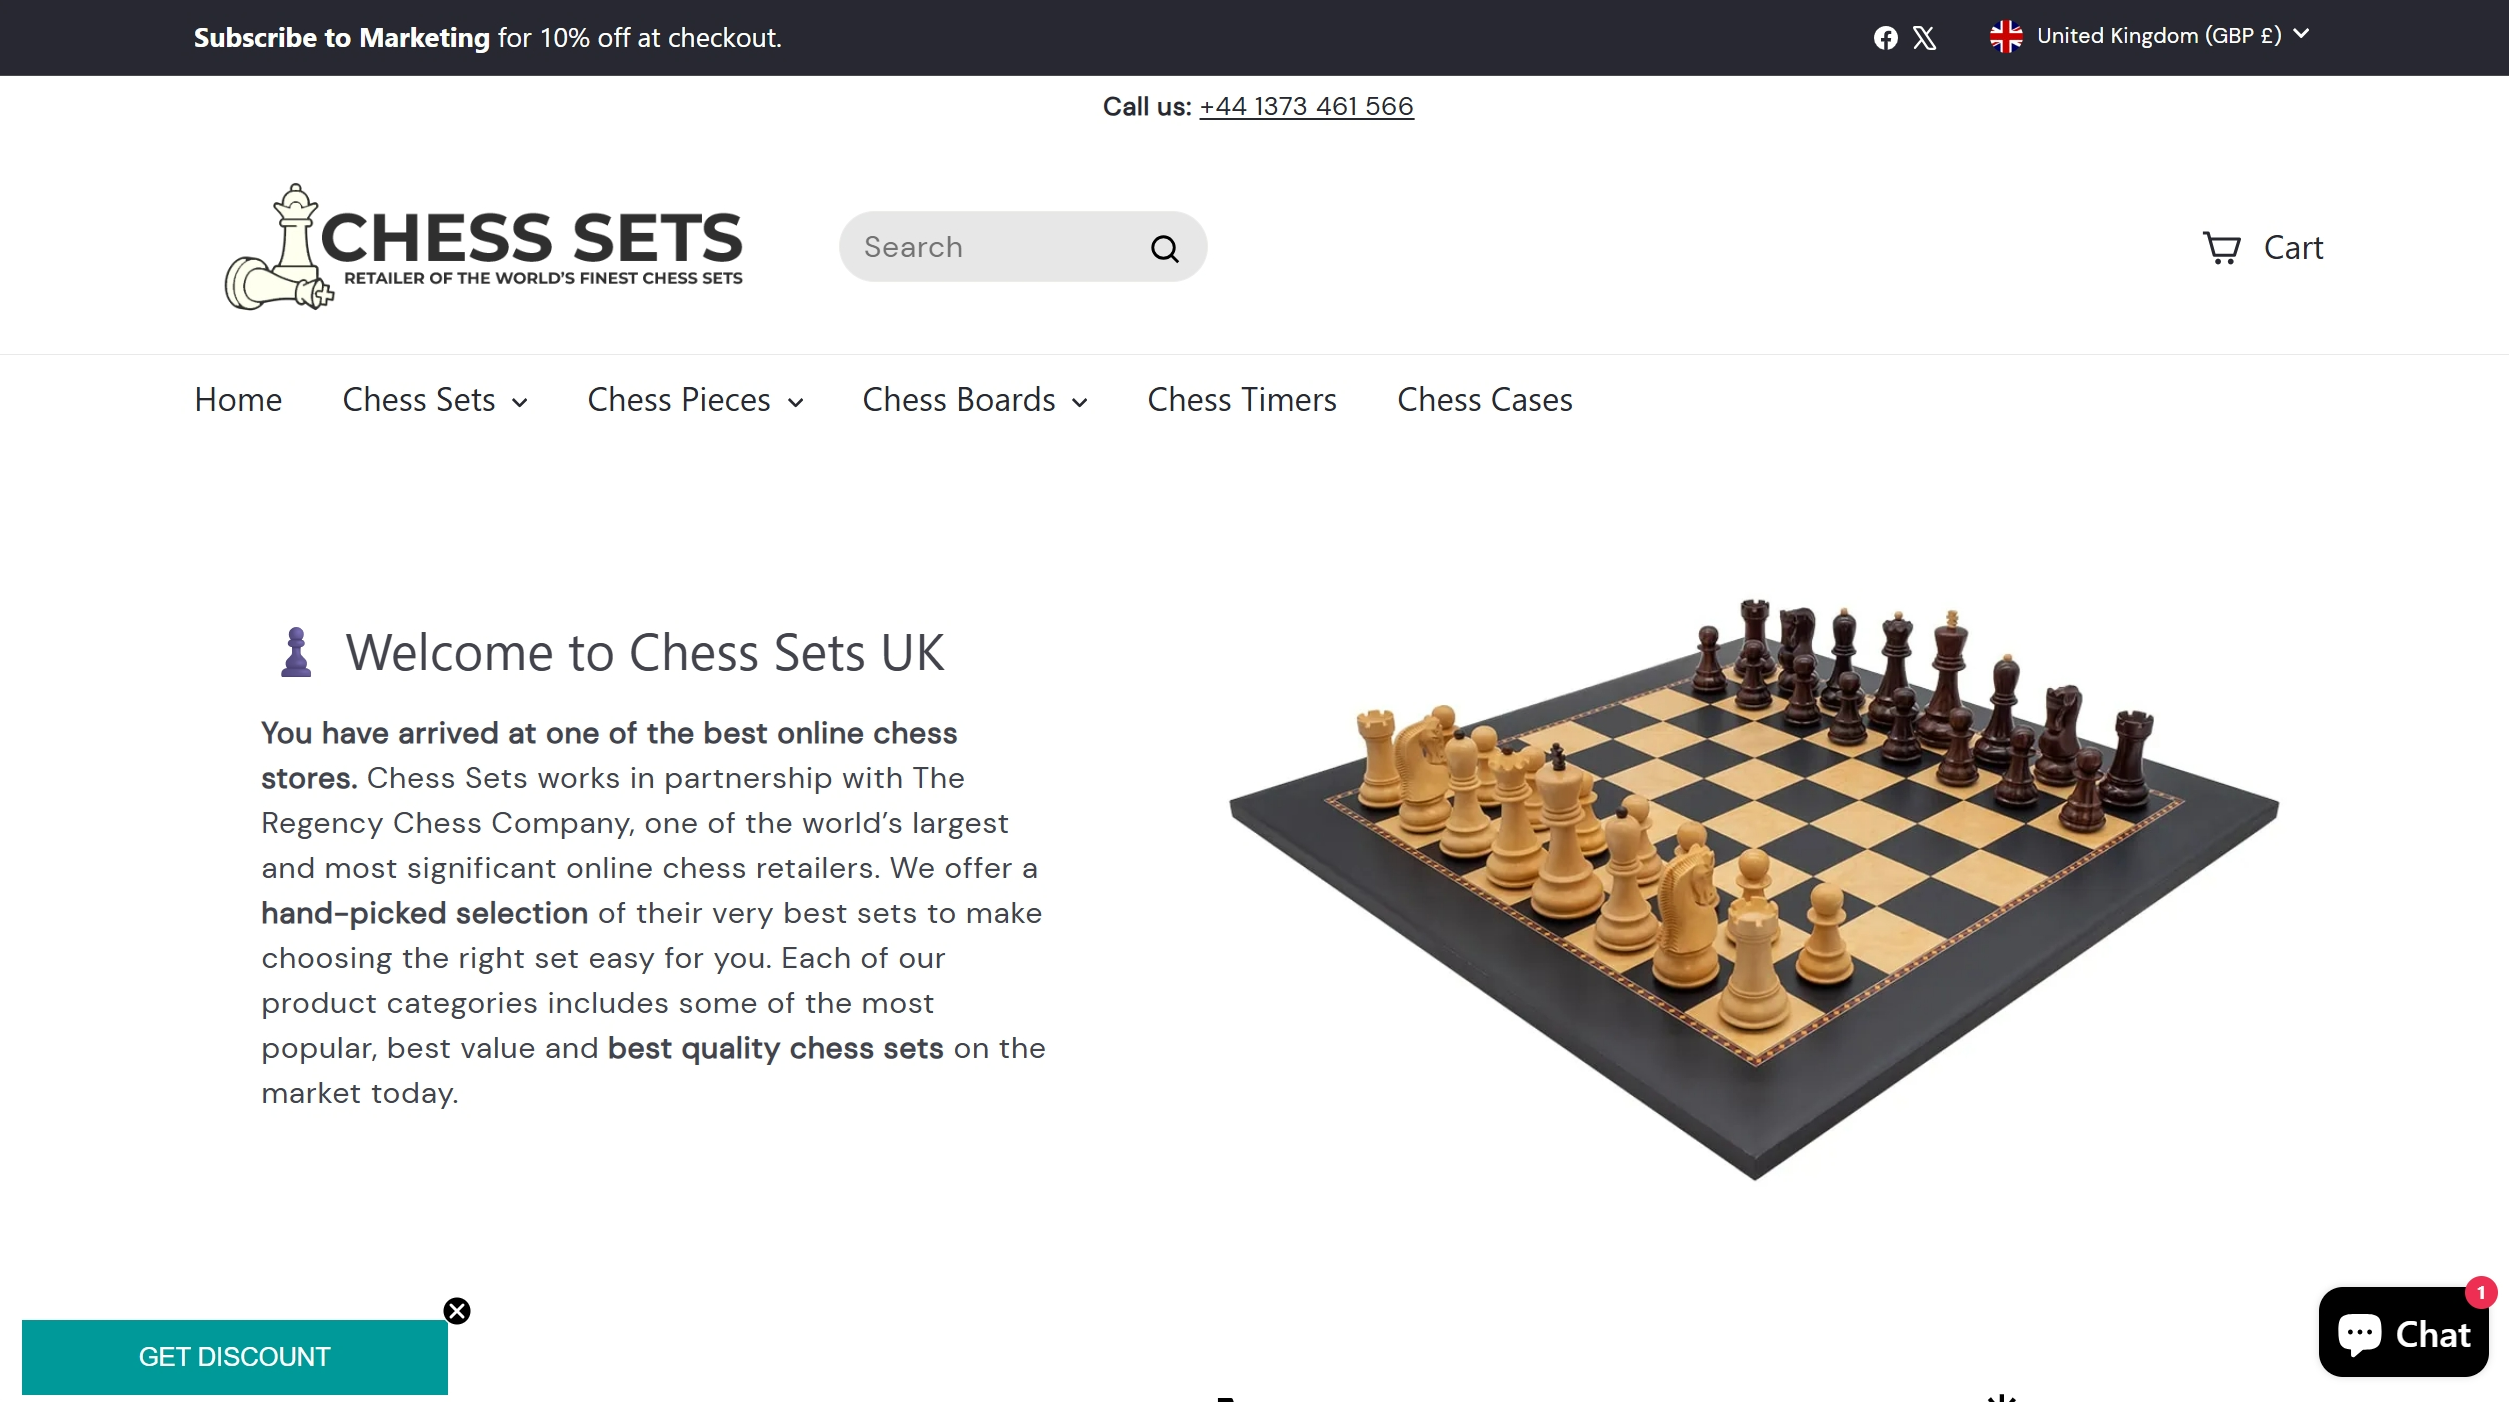 Subscribe to Marketing for 10% off at checkout.
United Kingdom (GBP £)
Call us: +44 1373 461 566
CHESS SETS
RETAILER OF THE WORLD'S FINEST CHESS SETS
Search
Cart
Home
Chess Sets
Chess Pieces
Chess Boards
Chess Timers
Chess Cases
Welcome to Chess Sets UK
You have arrived at one of the best online chess
stores. Chess Sets works in partnership with The
Regency Chess Company, one of the world’s largest
and most significant online chess retailers. We offer a
hand-picked selection of their very best sets to make
choosing the right set easy for you. Each of our
product categories includes some of the most
popular, best value and best quality chess sets on the
market today.
GET DISCOUNT
1
Chat